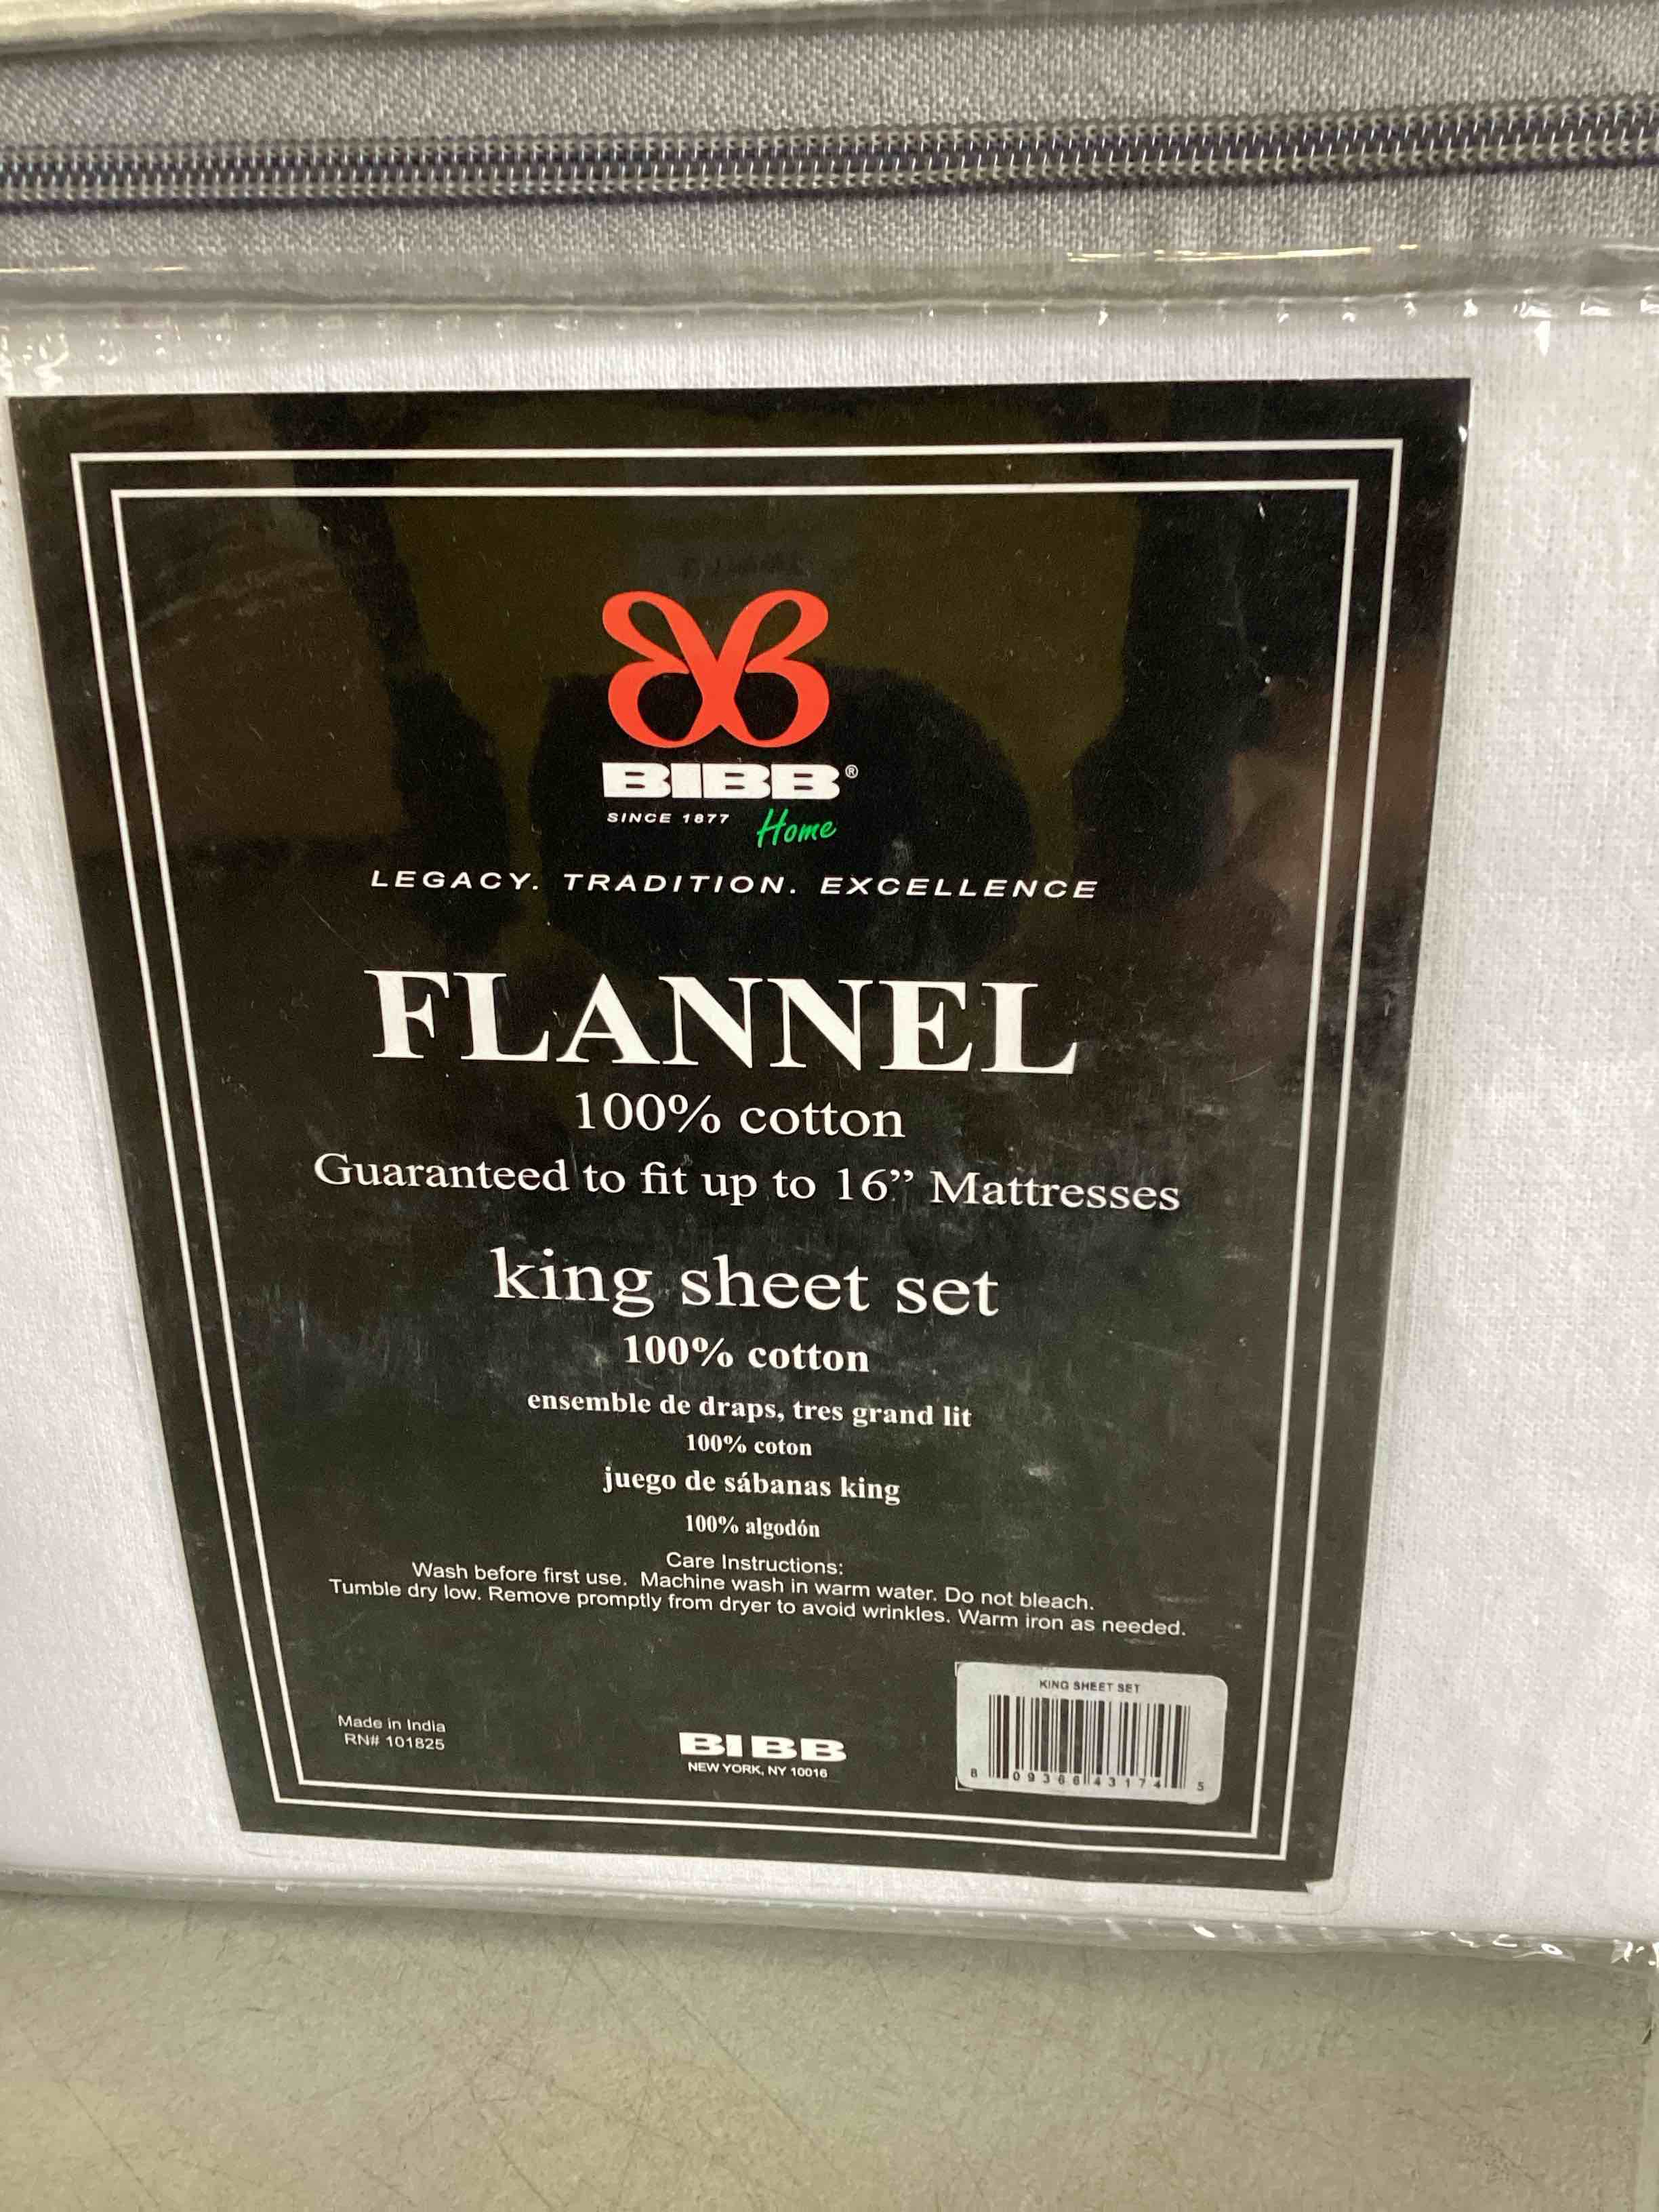 BIBB®
SINCE 1877 Home
LEGACY. TRADITION. EXCELLENCE
FLANNEL
100% cotton
Guaranteed to fit up to 16” Mattresses
king sheet set
100% cotton
ensemble de draps, tres grand lit
100% coton
juego de sábanas king
100% algodón
Care Instructions:
Wash before first use. Machine wash in warm water. Do not bleach.
Tumble dry low. Remove promptly from dryer to avoid wrinkles. Warm iron as needed.
Made in India
RN# 101825
BIBB
NEW YORK, NY 10016
KING SHEET SET
8 09366 43174 5